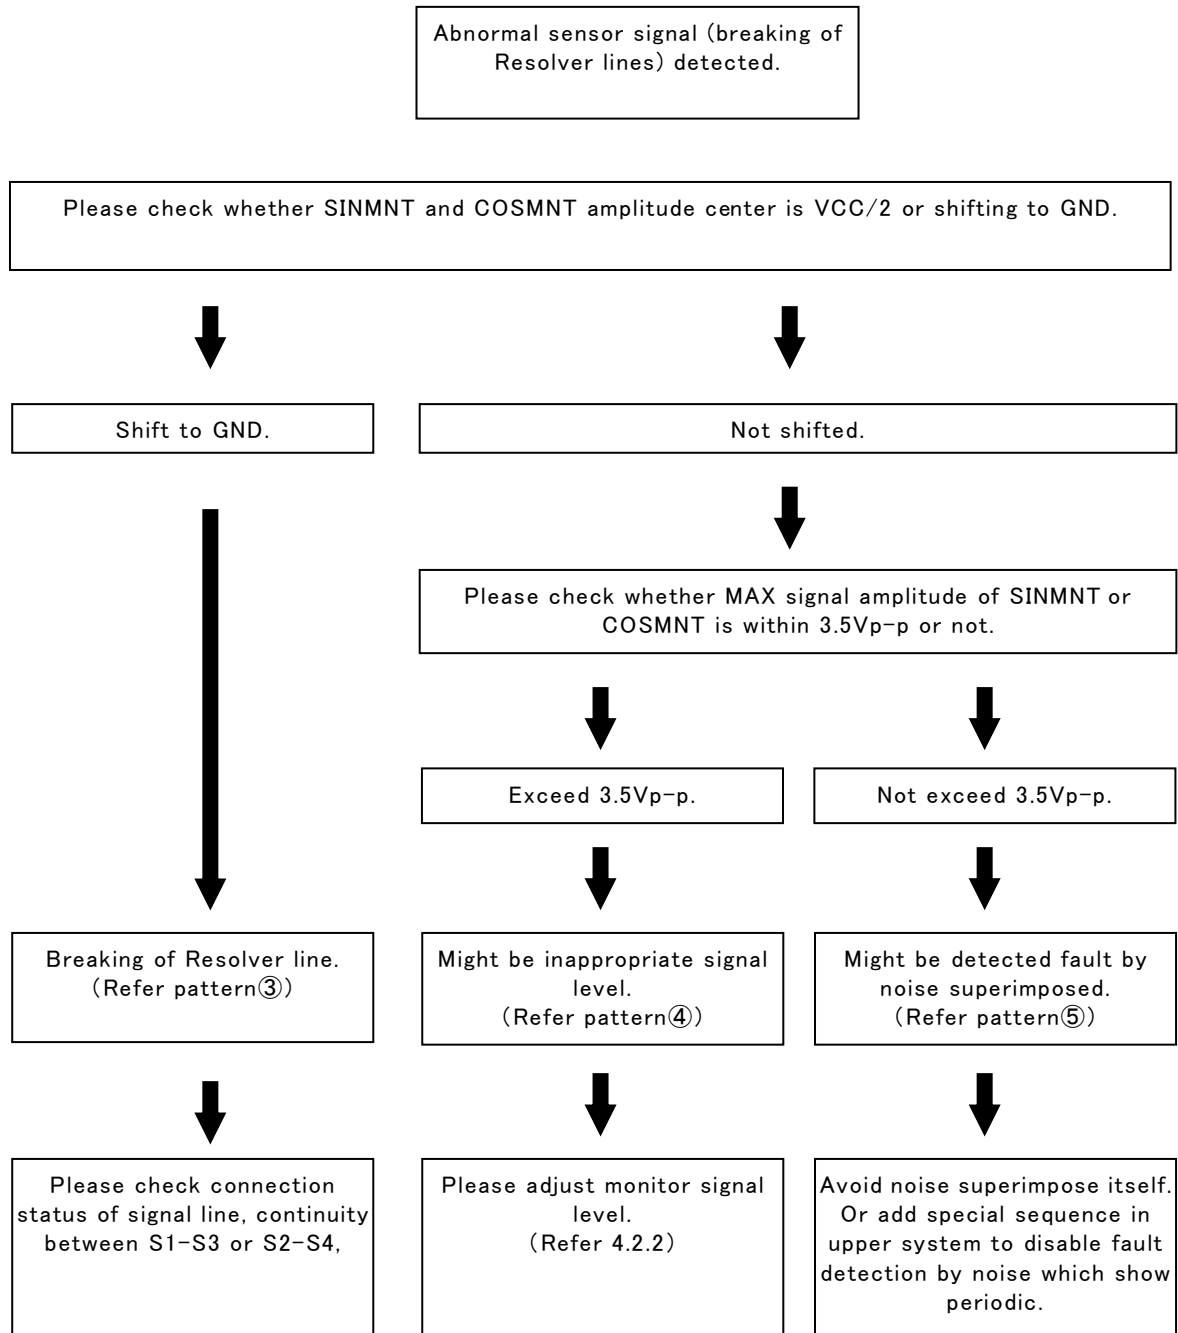 Abnormal sensor signal (breaking of
Resolver lines) detected.
Please check whether SINMNT and COSMNT amplitude center is VCC/2 or shifting to GND.
Shift to GND.
Not shifted.
Please check whether MAX signal amplitude of SINMNT or
COSMNT is within 3.5Vp-p or not.
Exceed 3.5Vp-p.
Not exceed 3.5Vp-p.
Breaking of Resolver line.
(Refer pattern③)
Might be inappropriate signal
level.
(Refer pattern④)
Might be detected fault by
noise superimposed.
(Refer pattern⑤)
Please check connection
status of signal line, continuity
between S1-S3 or S2-S4,
Please adjust monitor signal
level.
(Refer 4.2.2)
Avoid noise superimpose itself.
Or add special sequence in
upper system to disable fault
detection by noise which show
periodic.